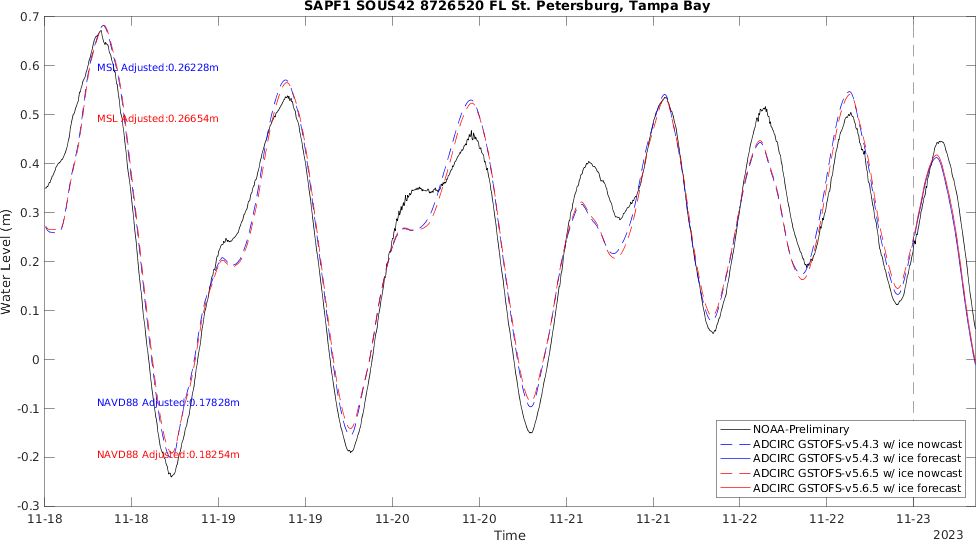 SAPF1 SOUS42 8726520 FL St. Petersburg, Tampa Bay
0.7
0.6
0.5
0.4
0.3
0.2
0.1
0
-0.1
-0.2
-0.3
Water Level (m)
MSL Adjusted:0.26228m
MSL Adjusted:0.26654m
NAVD88 Adjusted:0.17828m
NAVD88 Adjusted:0.18254m
NOAA-Preliminary
ADCIRC GSTOFS-v5.4.3 w/ ice nowcast
ADCIRC GSTOFS-v5.4.3 w/ ice forecast
ADCIRC GSTOFS-v5.6.5 w/ ice nowcast
ADCIRC GSTOFS-v5.6.5 w/ ice forecast
11-18 11-18 11-19 11-19 11-20 11-20 11-21 11-21 11-22 11-22 11-23
Time
2023